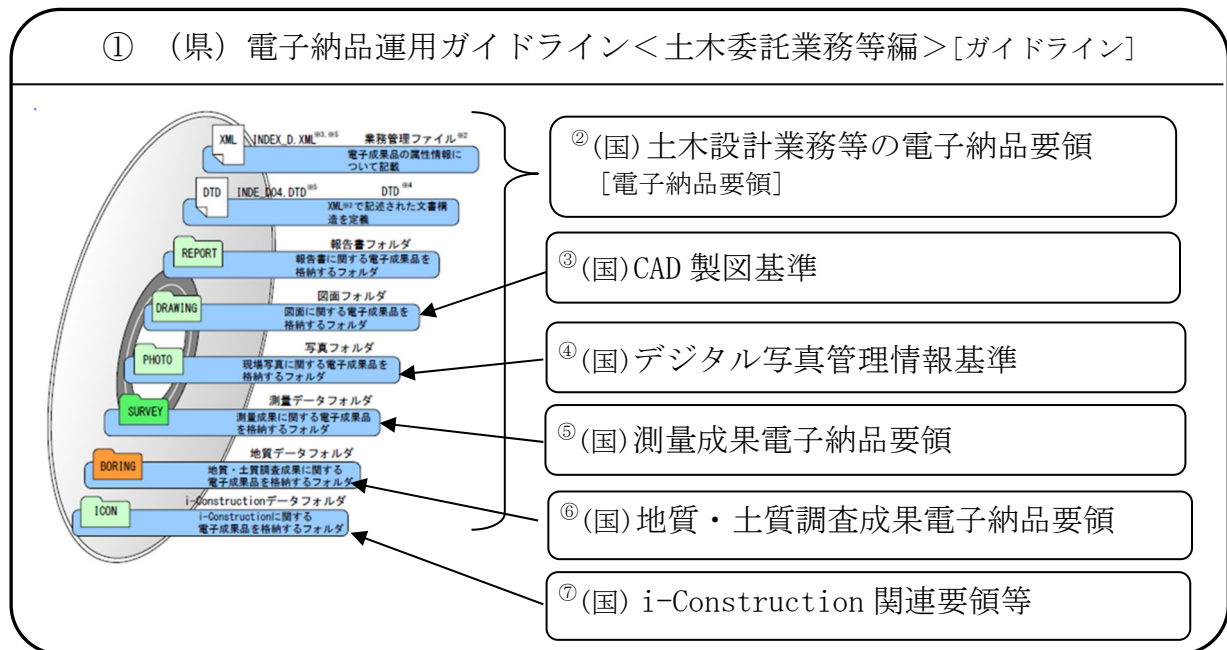 ① （県）電子納品運用ガイドライン＜土木委託業務等編＞[ガイドライン]
XML INDEX_D.XML※3,※5 業務管理ファイル※2
電子成果品の属性情報に
ついて記載
DTD INDE_D04.DTD※5 DTD※4
XML※3で記述された文書構
造を定義
報告書フォルダ
REPORT
報告書に関する電子成果品を
格納するフォルダ
図面フォルダ
DRAWING
図面に関する電子成果品を
格納するフォルダ
写真フォルダ
PHOTO
現場写真に関する電子成果品を
格納するフォルダ
測量データフォルダ
SURVEY
測量成果に関する電子成果品
を格納するフォルダ
地質データフォルダ
BORING
地質・土質調査成果に関する
電子成果品を格納するフォルダ
i-Constructionデータフォルダ
ICON
i-Constructionに関する
電子成果品を格納するフォルダ
②(国)土木設計業務等の電子納品要領
[電子納品要領]
③(国)CAD 製図基準
④(国)デジタル写真管理情報基準
⑤(国)測量成果電子納品要領
⑥(国)地質・土質調査成果電子納品要領
⑦(国) i-Construction 関連要領等